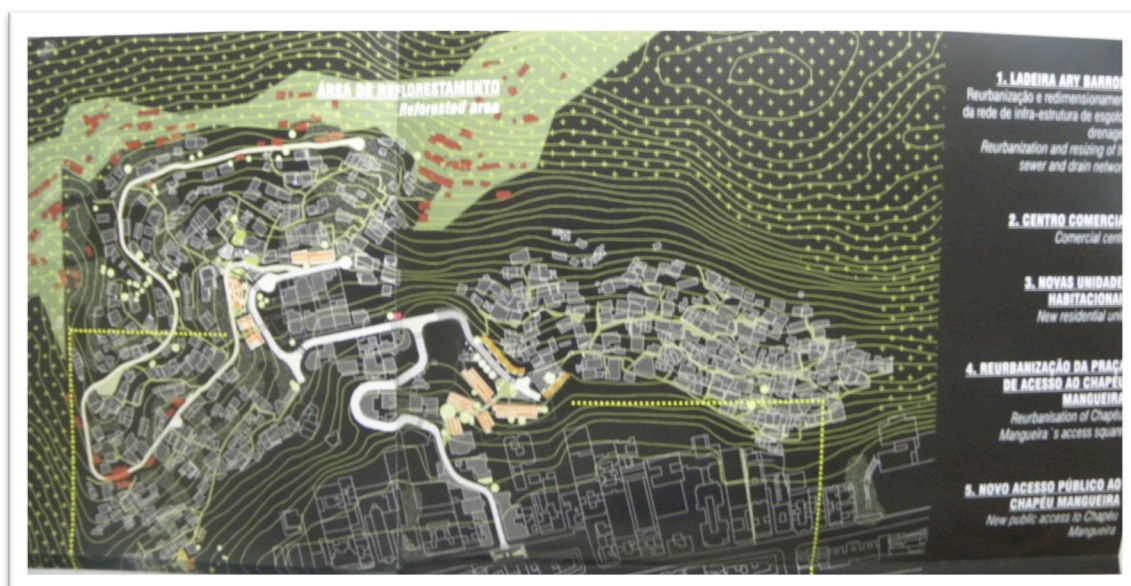 ÁREA DE REFLORESTAMENTO
Reforested area
1. LADEIRA ARY BARROS
Reurbanização e redimensionamen
da rede de infra-estrutura de esgoto
drenage
Reurbanization and resizing of t
sewer and drain networ
2. CENTRO COMERCIA
Comercial cent
3. NOVAS UNIDADE
HABITACIONAI
New residential uni
4. REURBANIZAÇÃO DA PRAÇA
DE ACESSO AO CHAPÉU
MANGUEIRA
Reurbanisation of Chapéu
Mangueira ´s access square
5. NOVO ACESSO PÚBLICO AO
CHAPÉU MANGUEIRA
New public access to Chapéu
Mangueira